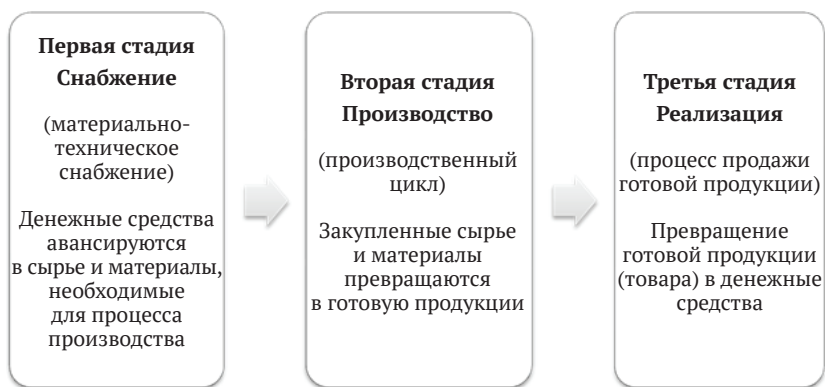 Первая стадия
Снабжение
(материально-
техническое
снабжение)
Денежные средства
авансируются
в сырье и материалы,
необходимые
для процесса
производства
Вторая стадия
Производство
(производственный
цикл)
Закупленные сырье
и материалы
превращаются
в готовую продукции
Третья стадия
Реализация
(процесс продажи
готовой продукции)
Превращение
готовой продукции
(товара) в денежные
средства